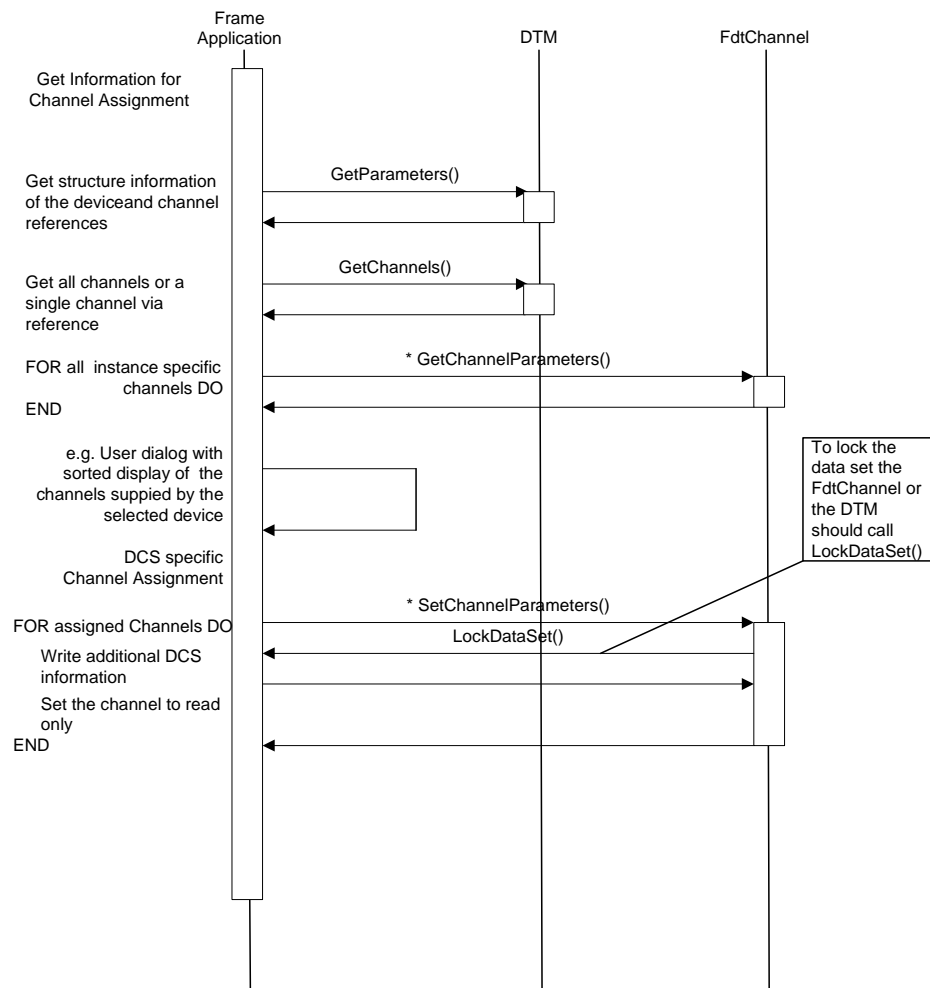 Frame
Application
DTM
FdtChannel
Get Information for
Channel Assignment
GetParameters()
Get structure information
of the deviceand channel
references
GetChannels()
Get all channels or a
single channel via
reference
* GetChannelParameters()
FOR all instance specific
channels DO
END
e.g. User dialog with
sorted display of the
channels suppied by the
selected device
To lock the
data set the
FdtChannel or
the DTM
should call
LockDataSet()
DCS specific
Channel Assignment
* SetChannelParameters()
FOR assigned Channels DO
LockDataSet()
Write additional DCS
information
Set the channel to read
only
END